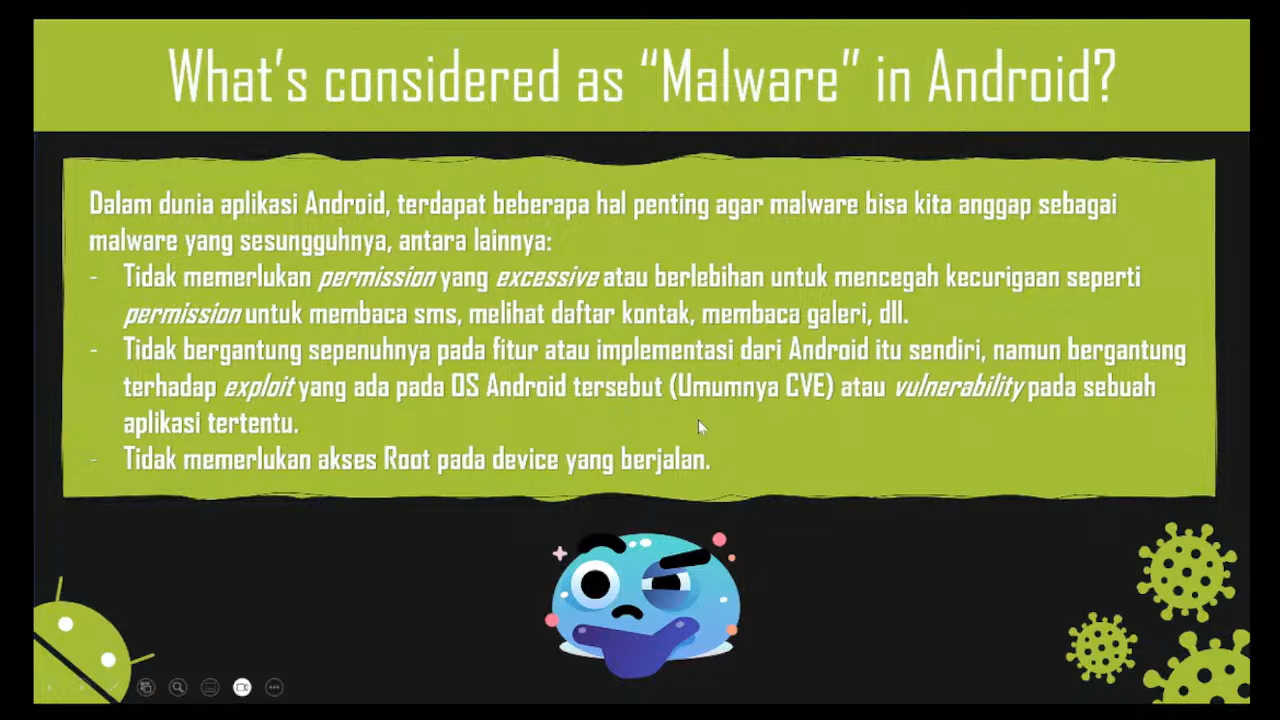 What's considered as “Malware” in Android?
Dalam dunia aplikasi Android, terdapat beberapa hal penting agar malware bisa kita anggap sebagai
malware yang sesungguhnya, antara lainnya:
- Tidak memerlukan permission yang excessive atau berlebihan untuk mencegah kecurigaan seperti
permission untuk membaca sms, melihat daftar kontak, membaca galeri, dll.
- Tidak bergantung sepenuhnya pada fitur atau implementasi dari Android itu sendiri, namun bergantung
terhadap exploit yang ada pada OS Android tersebut (Umumnya CVE) atau vulnerability pada sebuah
aplikasi tertentu.
- Tidak memerlukan akses Root pada device yang berjalan.